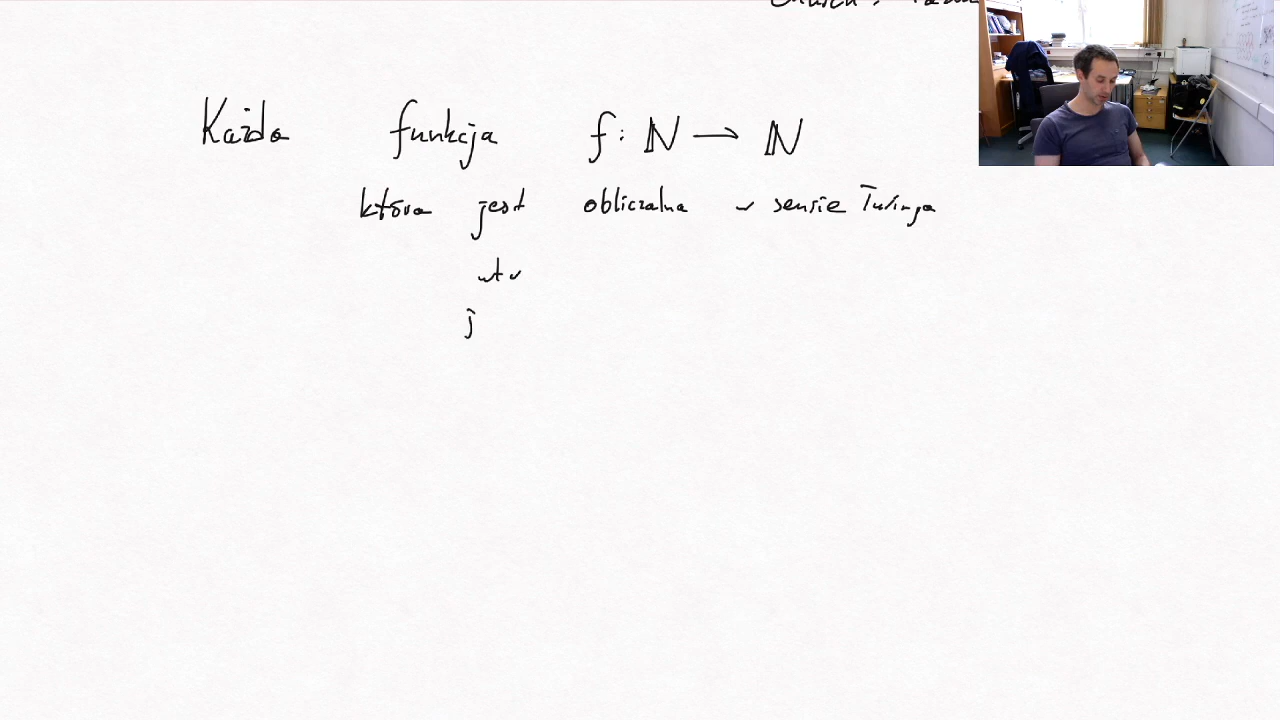 Każda funkcja f: ℕ → ℕ
która jest obliczalna w sensie Turinga
wtw
j